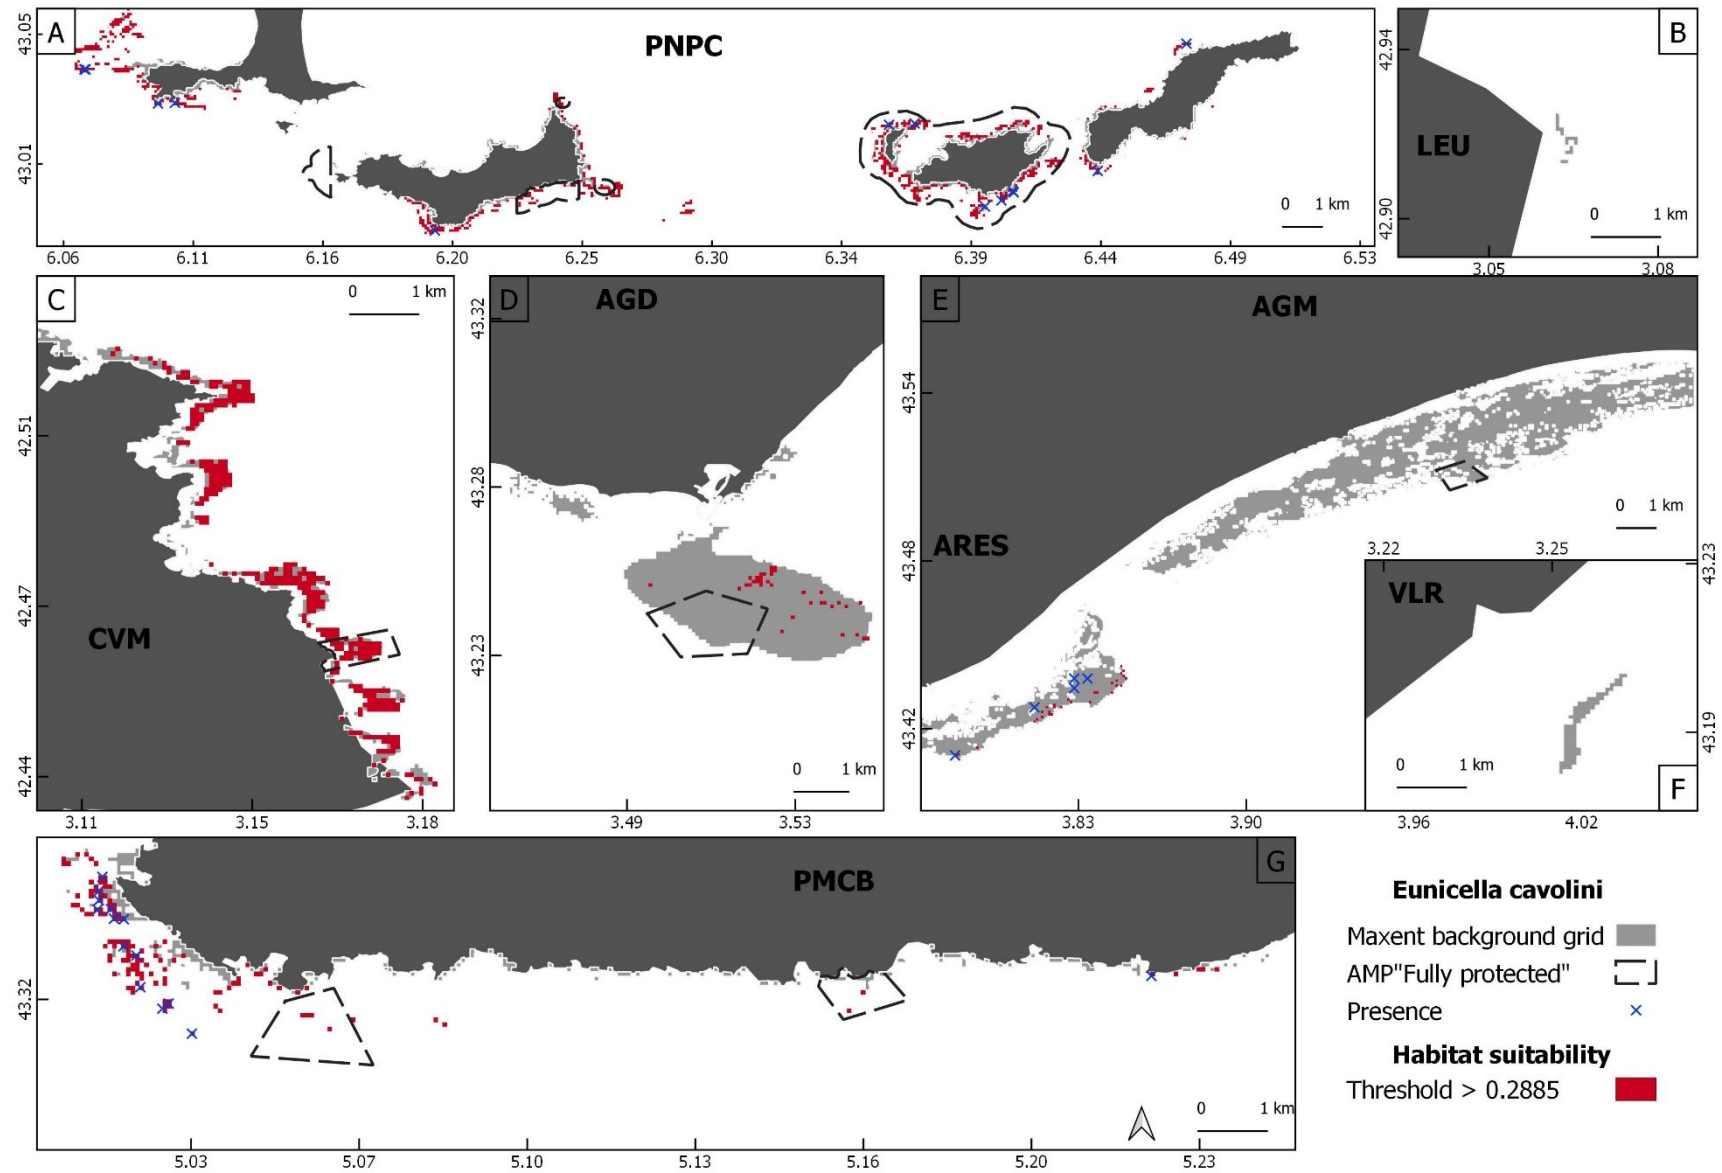 A
PNPC
43.05
43.01
0 1 km
6.06 6.11 6.16 6.20 6.25 6.30 6.34 6.39 6.44 6.49 6.53
B
LEU
42.94
42.90
0 1 km
3.05 3.08
C
0 1 km
CVM
42.51
42.47
42.44
3.11 3.15 3.18
D
AGD
43.32
43.28
43.23
0 1 km
3.49 3.53
E
AGM
ARES
43.54
43.48
43.42
0 1 km
3.83 3.90 3.96 4.02
3.22 3.25
VLR
43.23
43.19
0 1 km
F
G
PMCB
43.32
0 1 km
5.03 5.07 5.10 5.13 5.16 5.20 5.23
Eunicella cavolini
Maxent background grid
AMP"Fully protected"
Presence
Habitat suitability
Threshold > 0.2885